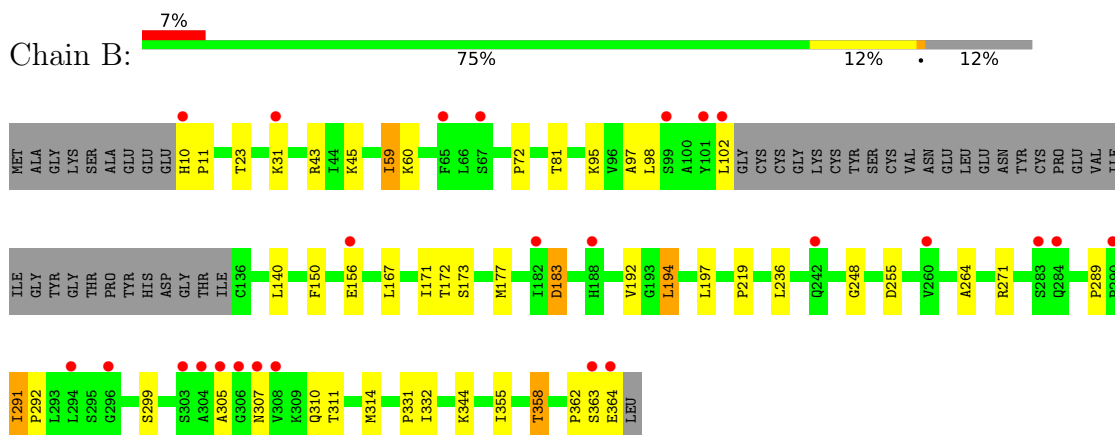 7%
Chain B:
75% 12% • 12%
MET ALA GLY LYS SER ALA GLU GLU GLU H10 P11 T23 K31 R43 I44 K45 I59 K60 F65 L66 S67 P72 T81 K95 V96 A97 L98 S99 A100 Y101 L102 GLY CYS CYS GLY LYS CYS TYR SER CYS VAL ASN GLU LEU GLU ASN TYR CYS PRO GLU VAL ILE
ILE GLY TYR GLY THR PRO TYR HIS ASP GLY THR ILE C136 L140 F150 E156 L167 I171 T172 S173 M177 I182 D183 H188 V192 G193 L194 L197 P219 L236 Q242 G248 D255 V260 A264 R271 S283 Q284 P289 P290
I291 P292 L293 L294 S295 G296 S299 S303 A304 A305 G306 N307 V308 K309 Q310 T311 M314 P331 I332 K344 I355 T358 P362 S363 E364 LEU